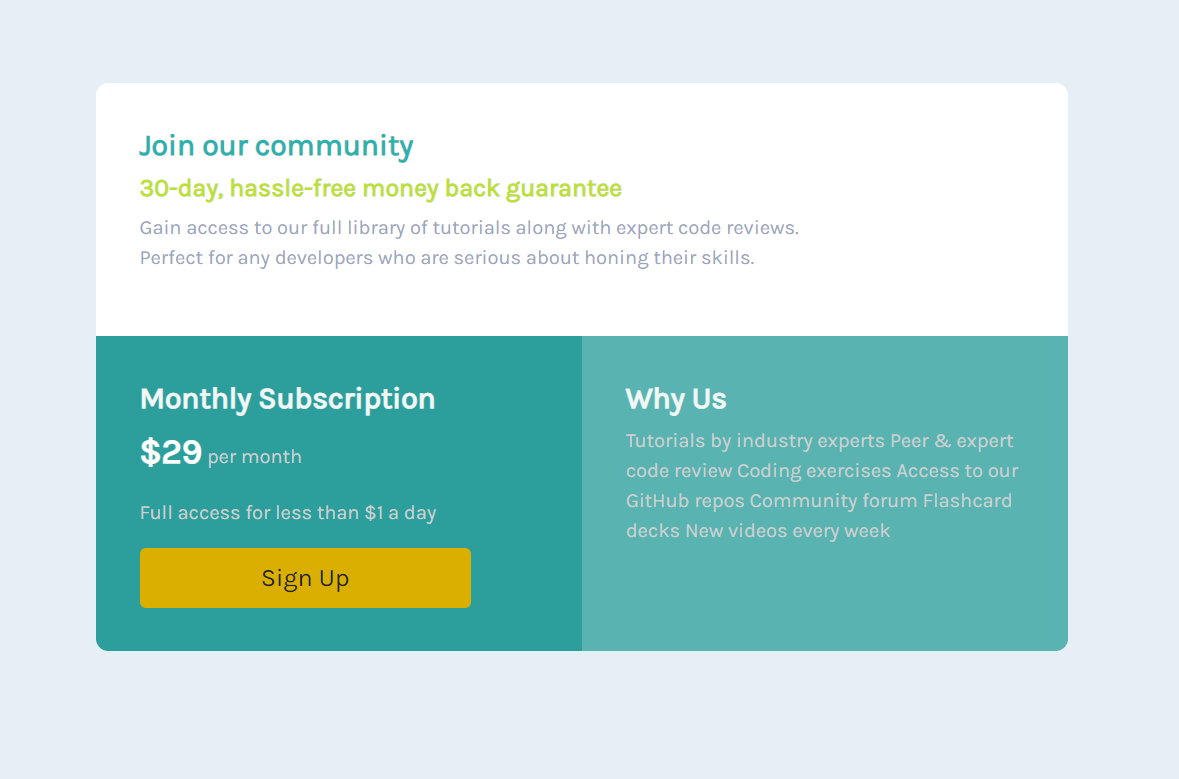 Join our community
30-day, hassle-free money back guarantee
Gain access to our full library of tutorials along with expert code reviews.
Perfect for any developers who are serious about honing their skills.
Monthly Subscription
$29 per month
Full access for less than $1 a day
Sign Up
Why Us
Tutorials by industry experts Peer & expert
code review Coding exercises Access to our
GitHub repos Community forum Flashcard
decks New videos every week